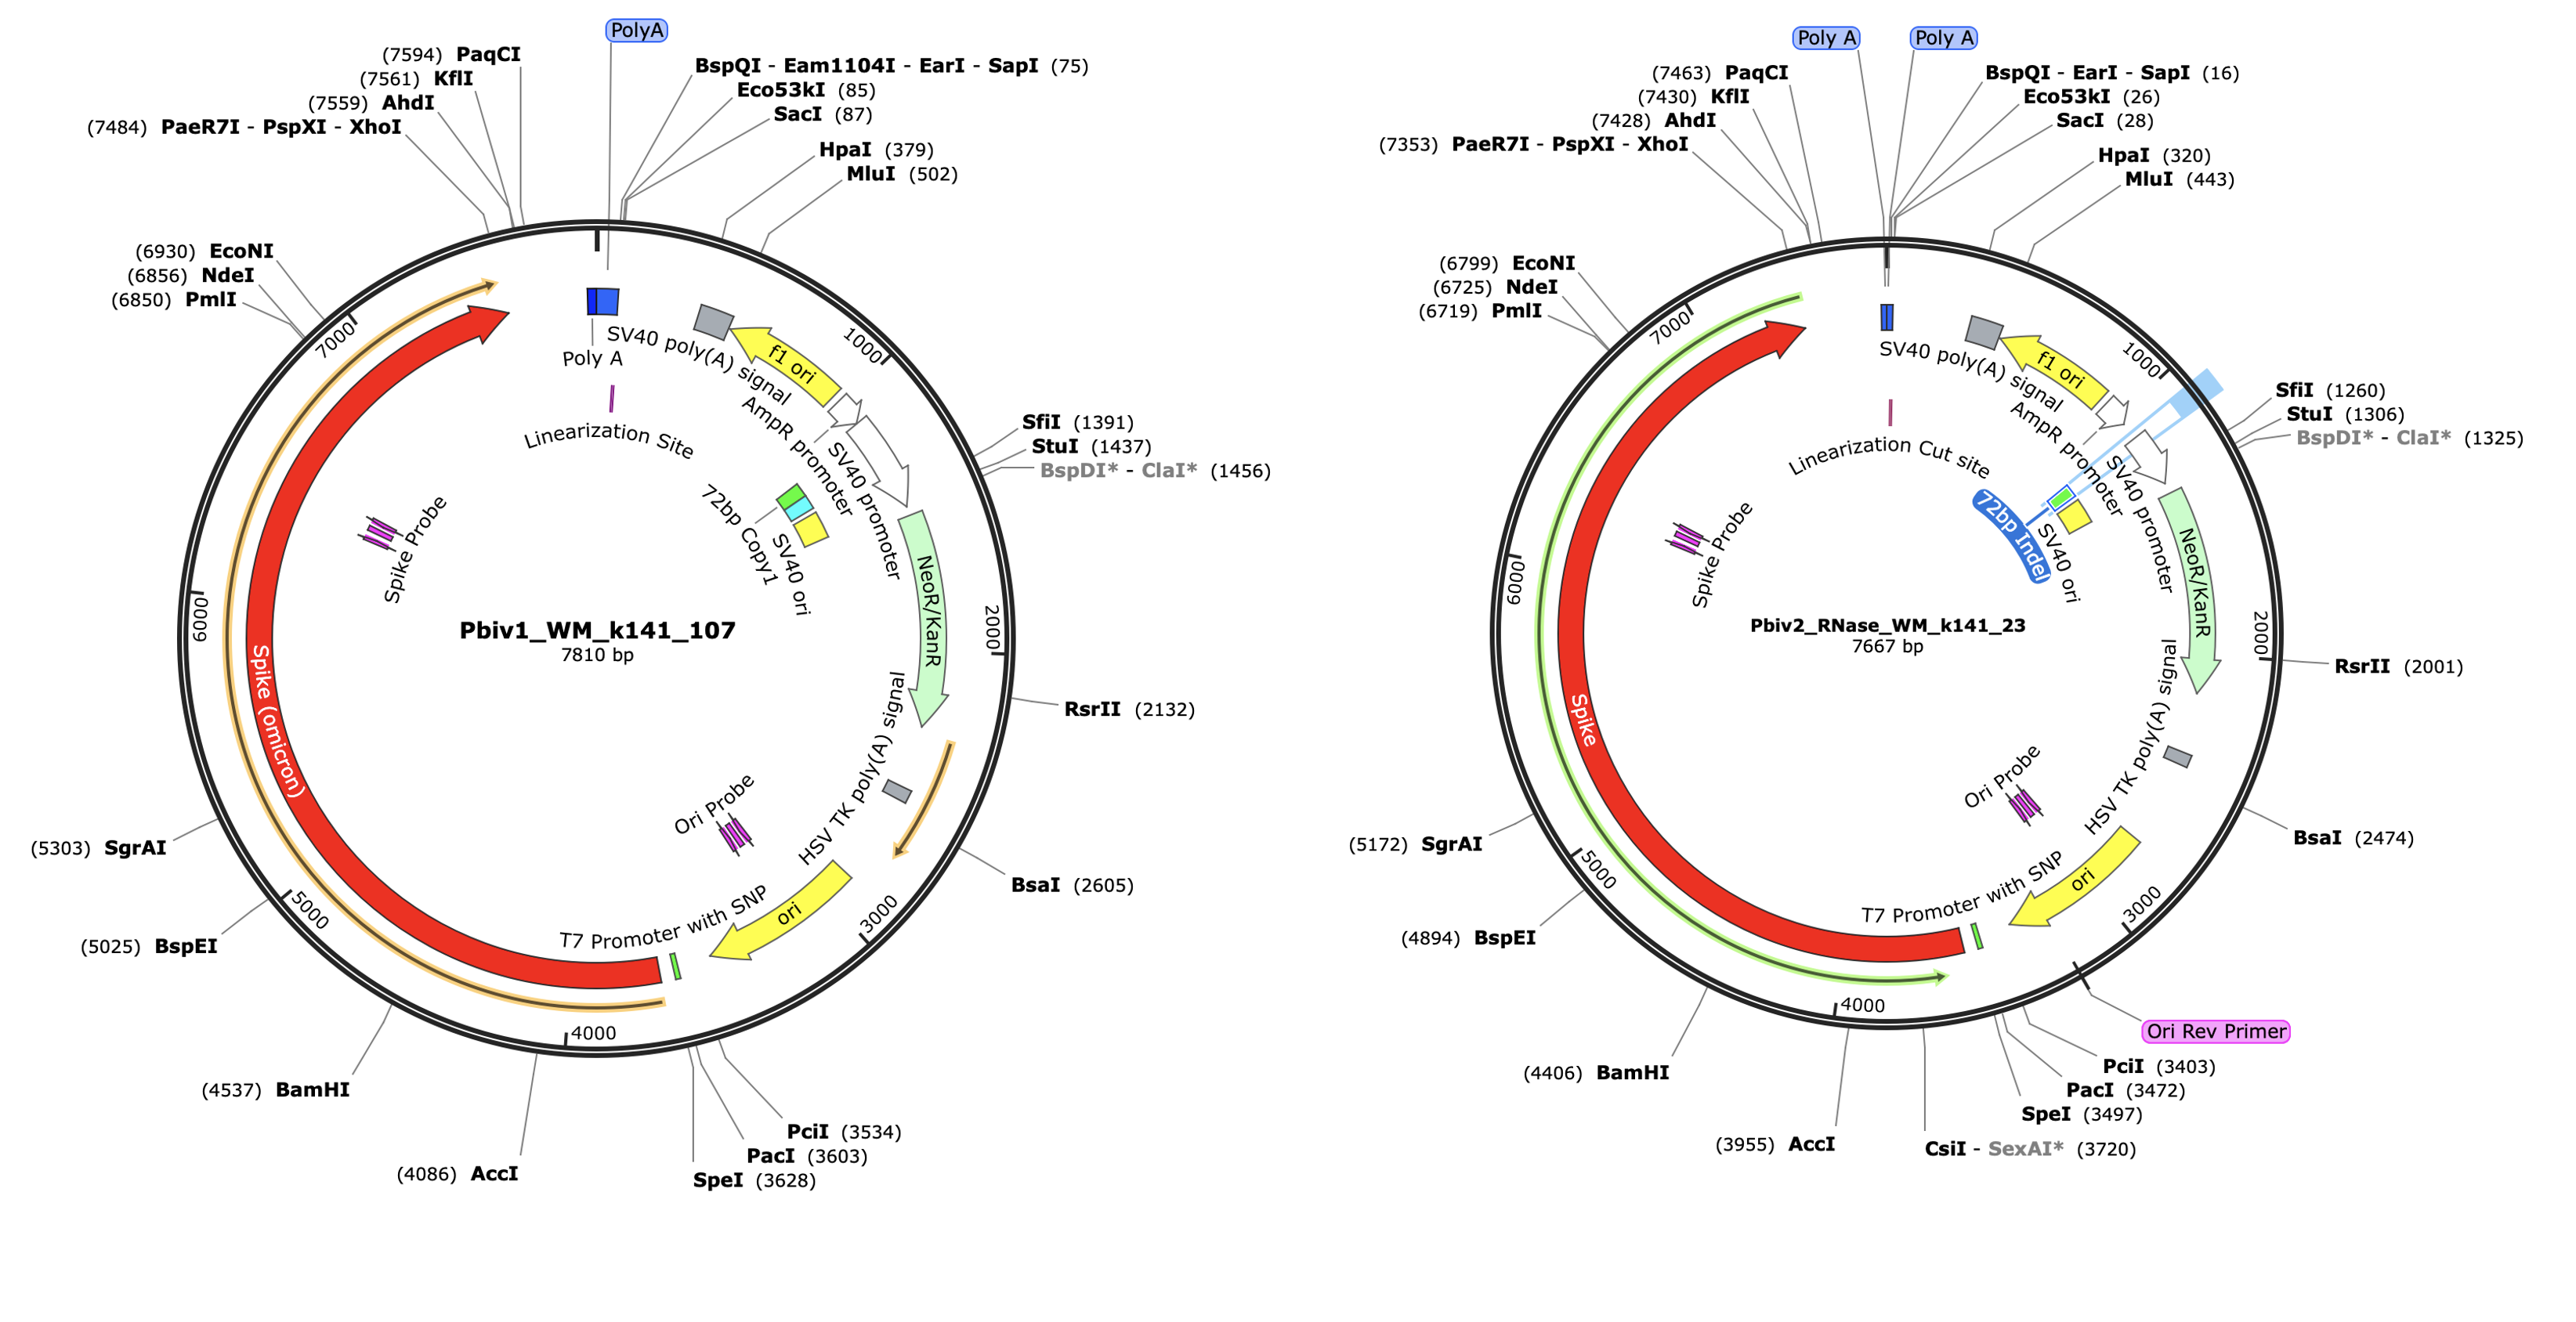 PolyA
(7594) PaqCI
(7561) KflI
(7559) AhdI
(7484) PaeR7I - PspXI - XhoI
BspQI - Eam1104I - EarI - SapI (75)
Eco53kI (85)
SacI (87)
HpaI (379)
MluI (502)
(6930) EcoNI
(6856) NdeI
(6850) PmlI
7000
1000
Poly A
SV40 poly(A) signal
f1 ori
AmpR promoter
Linearization Site
SV40 promoter
SfiI (1391)
StuI (1437)
BspDI* - ClaI* (1456)
72bp Copy1
SV40 ori
Spike Probe
NeoR/KanR
6000
2000
Pbiv1_WM_k141_107
7810 bp
Spike (omicron)
RsrII (2132)
HSV TK poly(A) signal
Ori Probe
(5303) SgrAI
BsaI (2605)
5000
3000
ori
T7 Promoter with SNP
(5025) BspEI
4000
(4537) BamHI
(4086) AccI
PciI (3534)
PacI (3603)
SpeI (3628)
Poly A
Poly A
(7463) PaqCI
(7430) KflI
(7428) AhdI
(7353) PaeR7I - PspXI - XhoI
BspQI - EarI - SapI (16)
Eco53kI (26)
SacI (28)
HpaI (320)
MluI (443)
(6799) EcoNI
(6725) NdeI
(6719) PmlI
7000
1000
SV40 poly(A) signal
f1 ori
AmpR promoter
Linearization Cut site
SV40 promoter
SfiI (1260)
StuI (1306)
BspDI* - ClaI* (1325)
72bp Indel
SV40 ori
Spike Probe
NeoR/KanR
6000
2000
Pbiv2_RNase_WM_k141_23
7667 bp
Spike
RsrII (2001)
HSV TK poly(A) signal
Ori Probe
(5172) SgrAI
BsaI (2474)
5000
3000
ori
T7 Promoter with SNP
(4894) BspEI
4000
Ori Rev Primer
(4406) BamHI
(3955) AccI
PciI (3403)
PacI (3472)
SpeI (3497)
CsiI - SexAI* (3720)